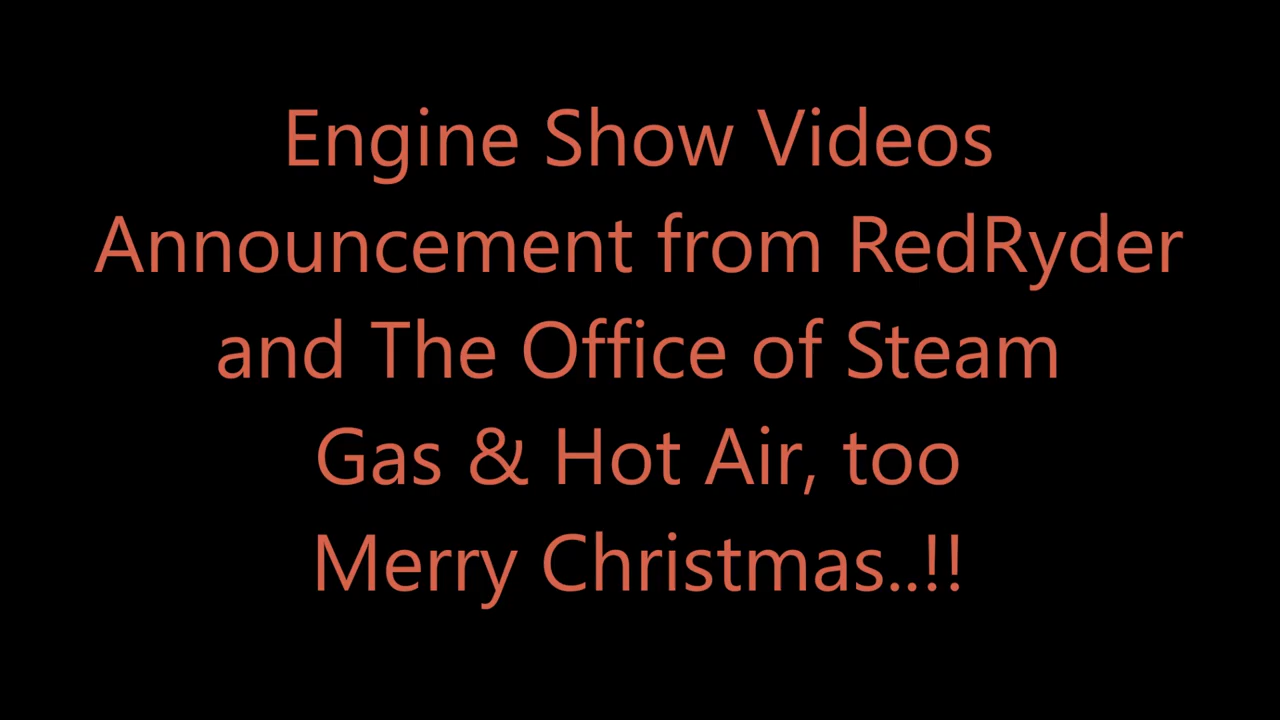 Engine Show Videos
Announcement from RedRyder
and The Office of Steam
Gas & Hot Air, too
Merry Christmas..!!